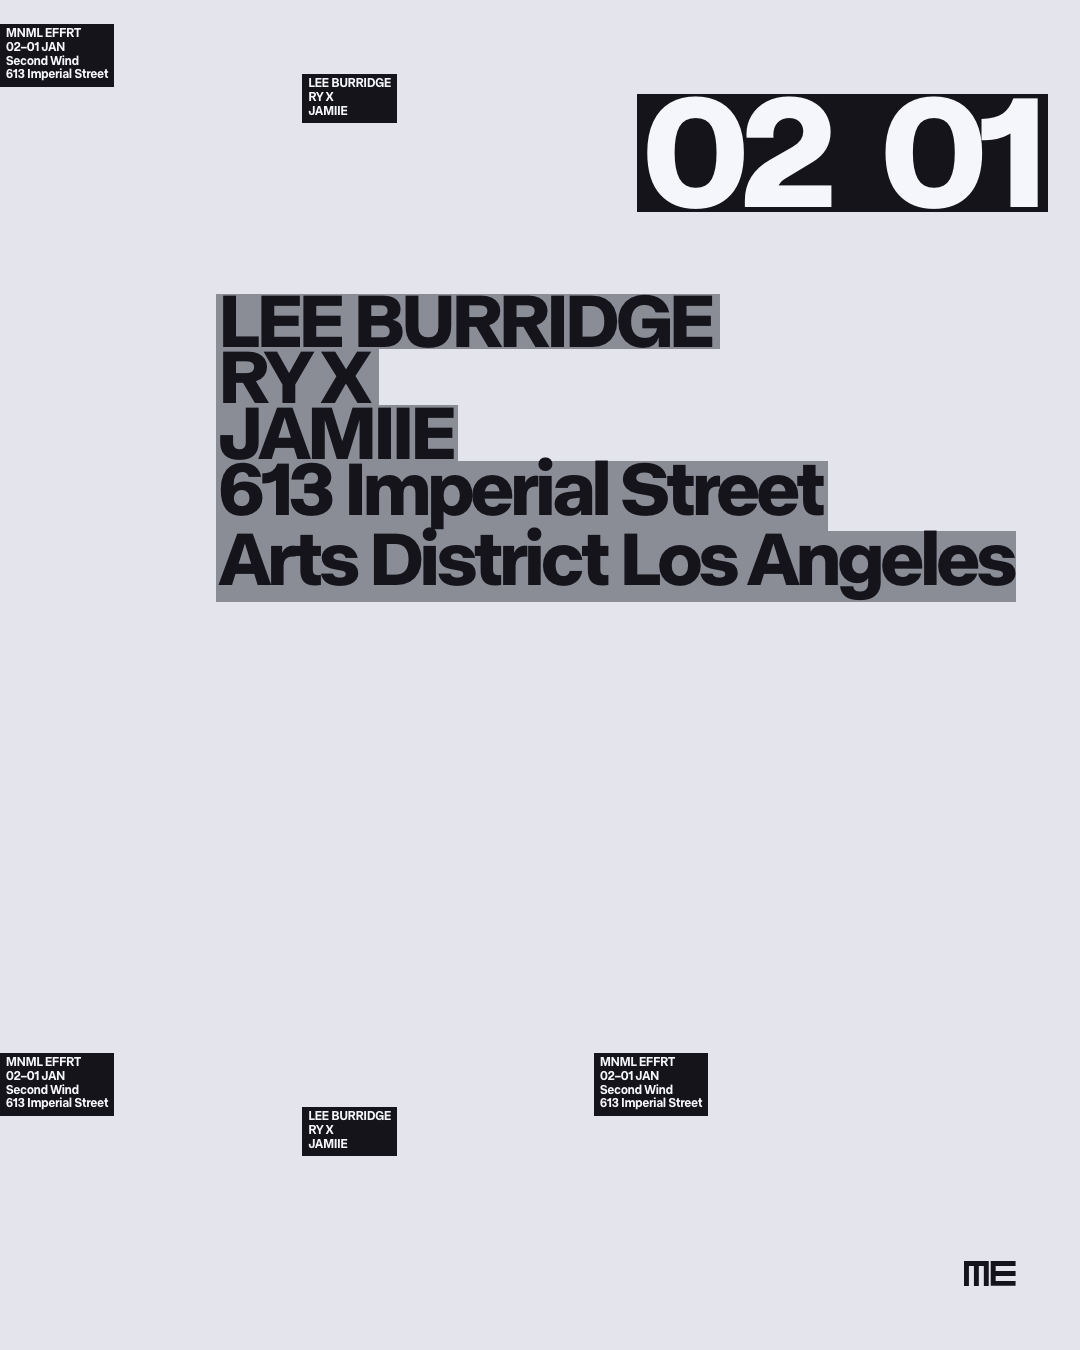 MNML EFFRT
02–01 JAN
Second Wind
613 Imperial Street
LEE BURRIDGE
RY X
JAMIIE
02 01
LEE BURRIDGE
RY X
JAMIIE
613 Imperial Street
Arts District Los Angeles
MNML EFFRT
02–01 JAN
Second Wind
613 Imperial Street
LEE BURRIDGE
RY X
JAMIIE
MNML EFFRT
02–01 JAN
Second Wind
613 Imperial Street
ME